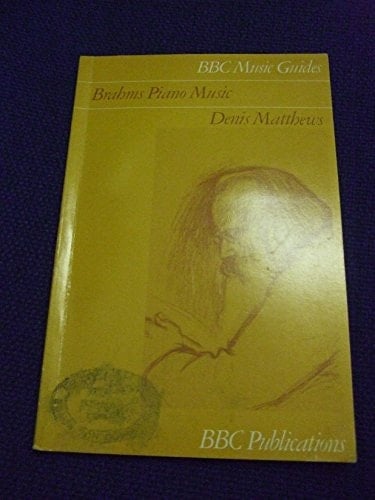 BBC Music Guides
Brahms Piano Music
Denis Matthews
BBC Publications